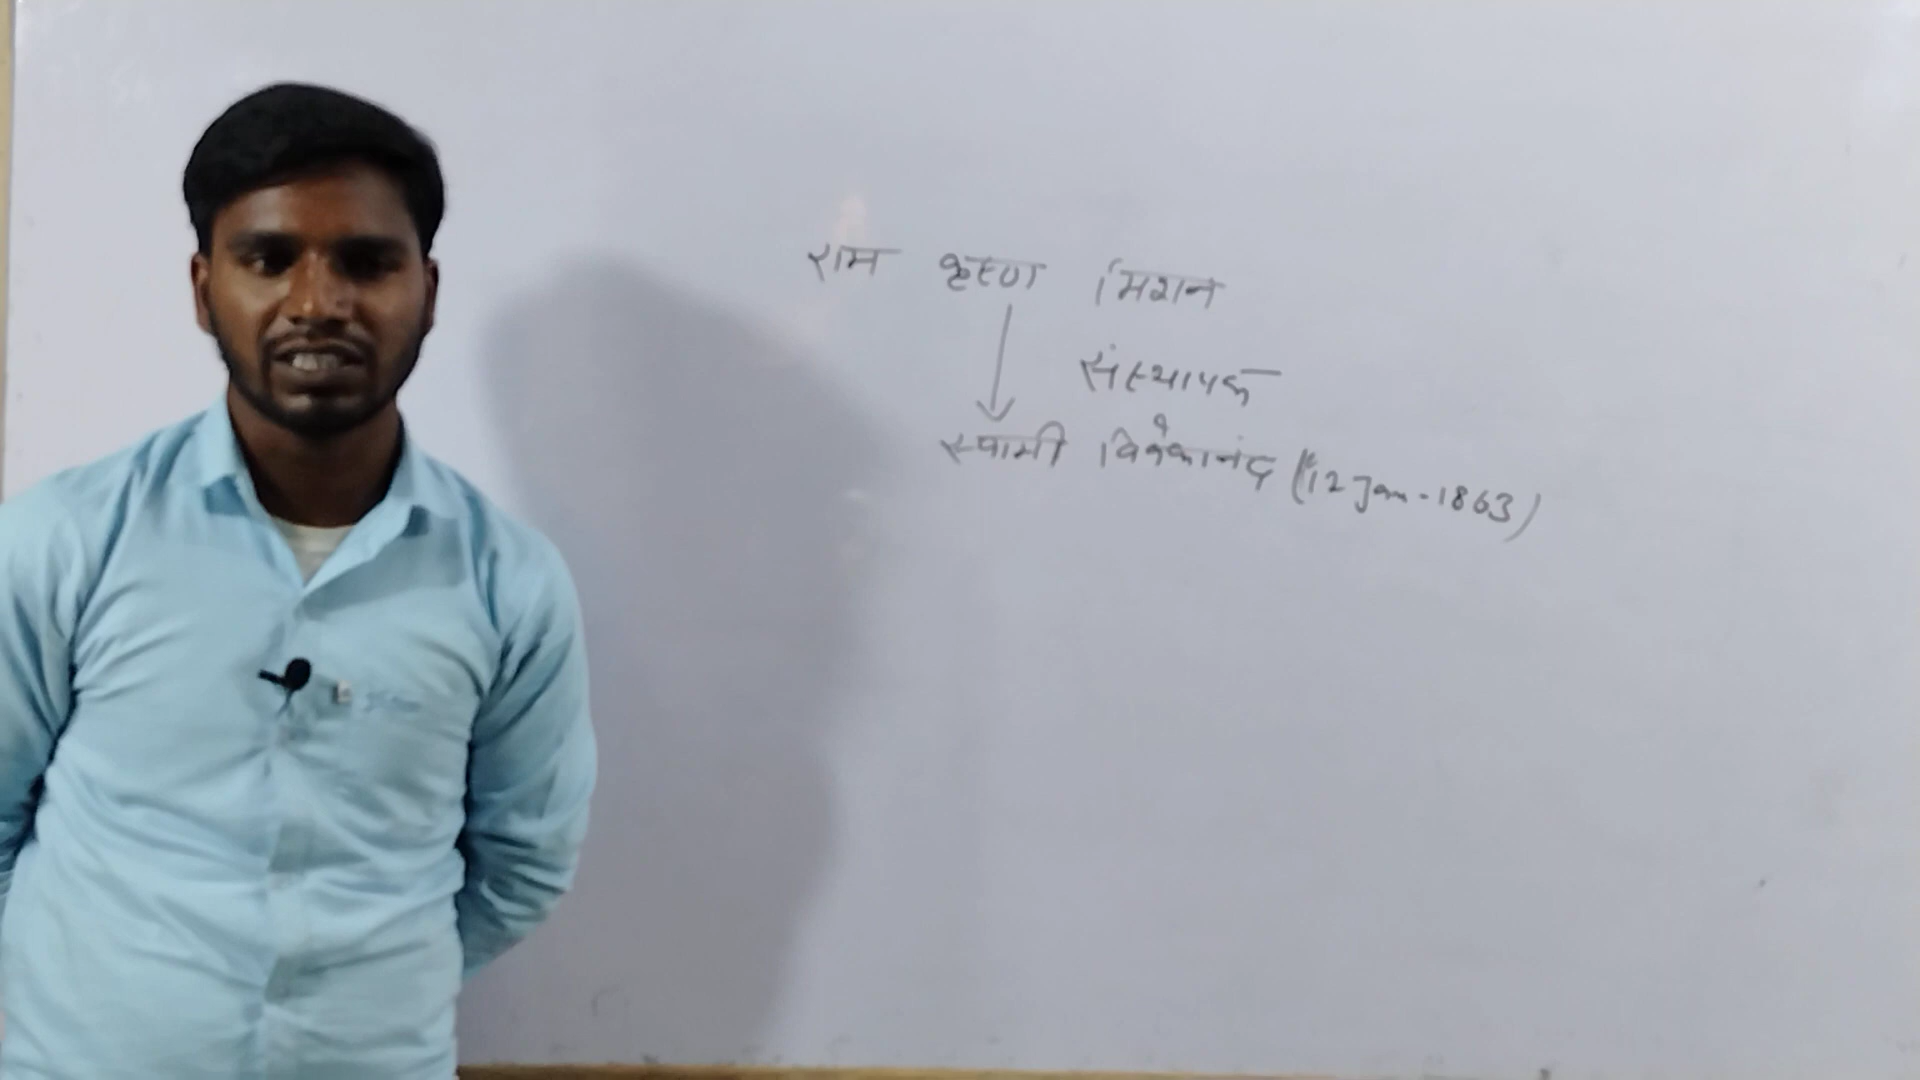 राम कृष्ण मिशन
संस्थापक
स्वामी विवेकानंद (12 Jan - 1863)